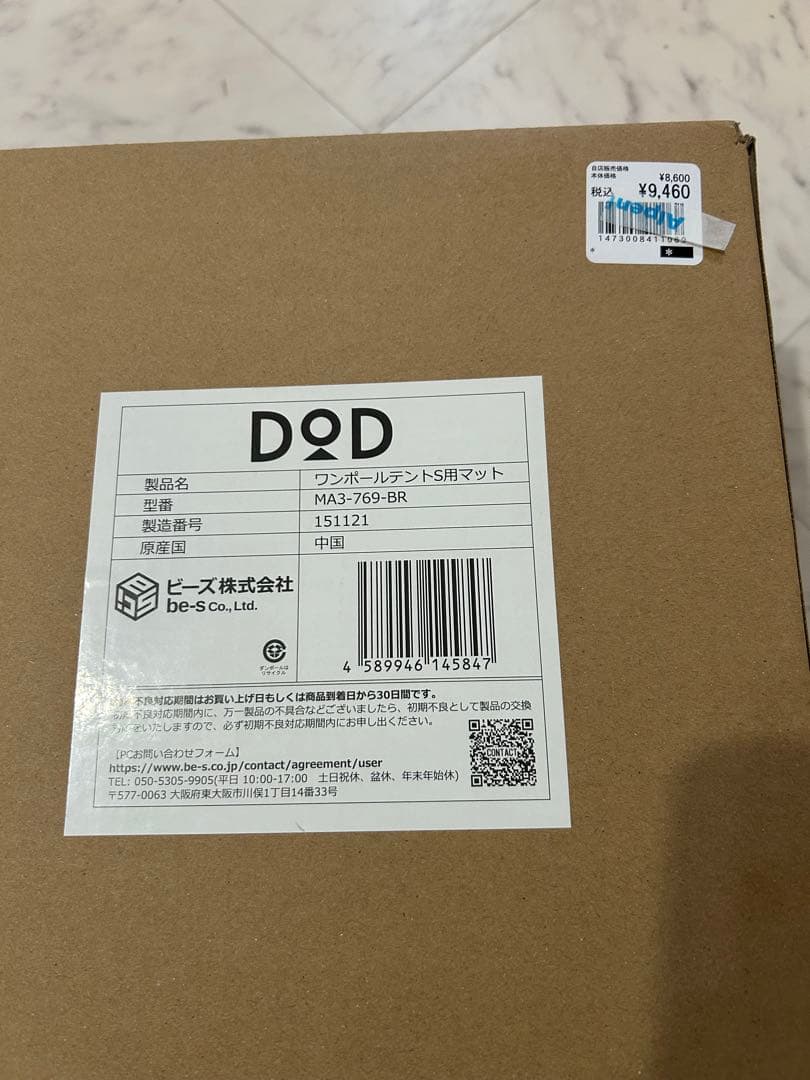 自店販売価格
本体価格 ¥8,600
税込 ¥9,460
Alpen
* *
DOD
製品名 ワンポールテントS用マット
型番 MA3-769-BR
製造番号 151121
原産国 中国
ビーズ株式会社
be-s Co., Ltd.
ダンボールは
リサイクル
4 589946 145847
不良対応期間はお買い上げ日もしくは商品到着日から30日間です。
不良対応期間内に、万一製品の不具合などございましたら、初期不良として製品の交換
をいたしますので、必ず初期不良対応期間内にお申し出ください。
【PCお問い合わせフォーム】
https://www.be-s.co.jp/contact/agreement/user
TEL: 050-5305-9905(平日 10:00-17:00 土日祝休、盆休、年末年始休)
〒577-0063 大阪府東大阪市川俣1丁目14番33号
CONTACT